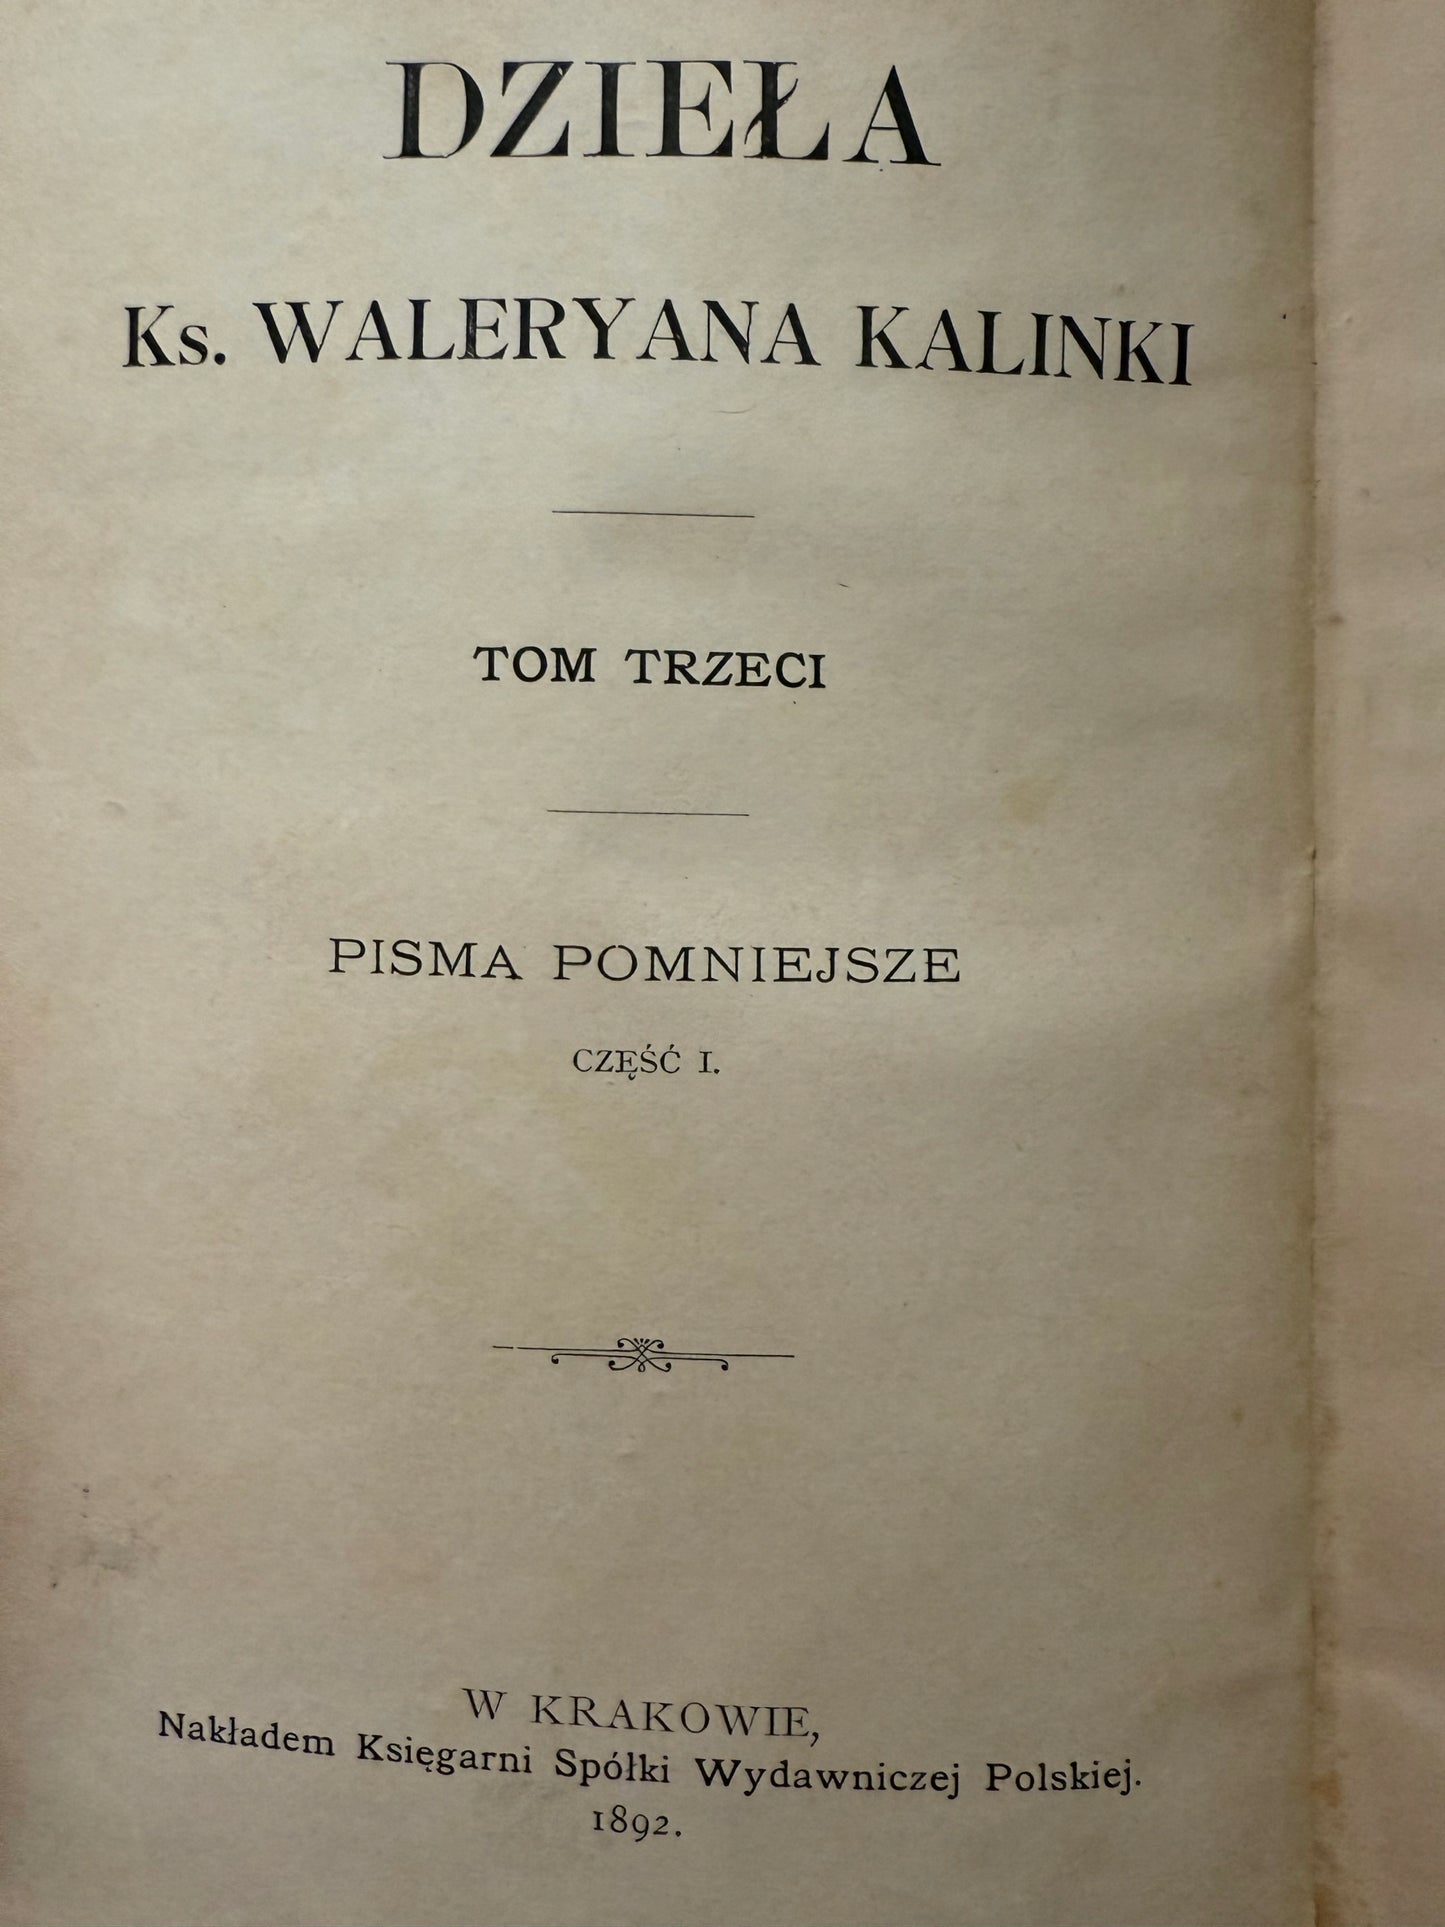 DZIEŁA
Ks. WALERYANA KALINKI
TOM TRZECI
PISMA POMNIEJSZE
CZĘŚĆ I.
W KRAKOWIE,
Nakładem Księgarni Spółki Wydawniczej Polskiej.
1892.